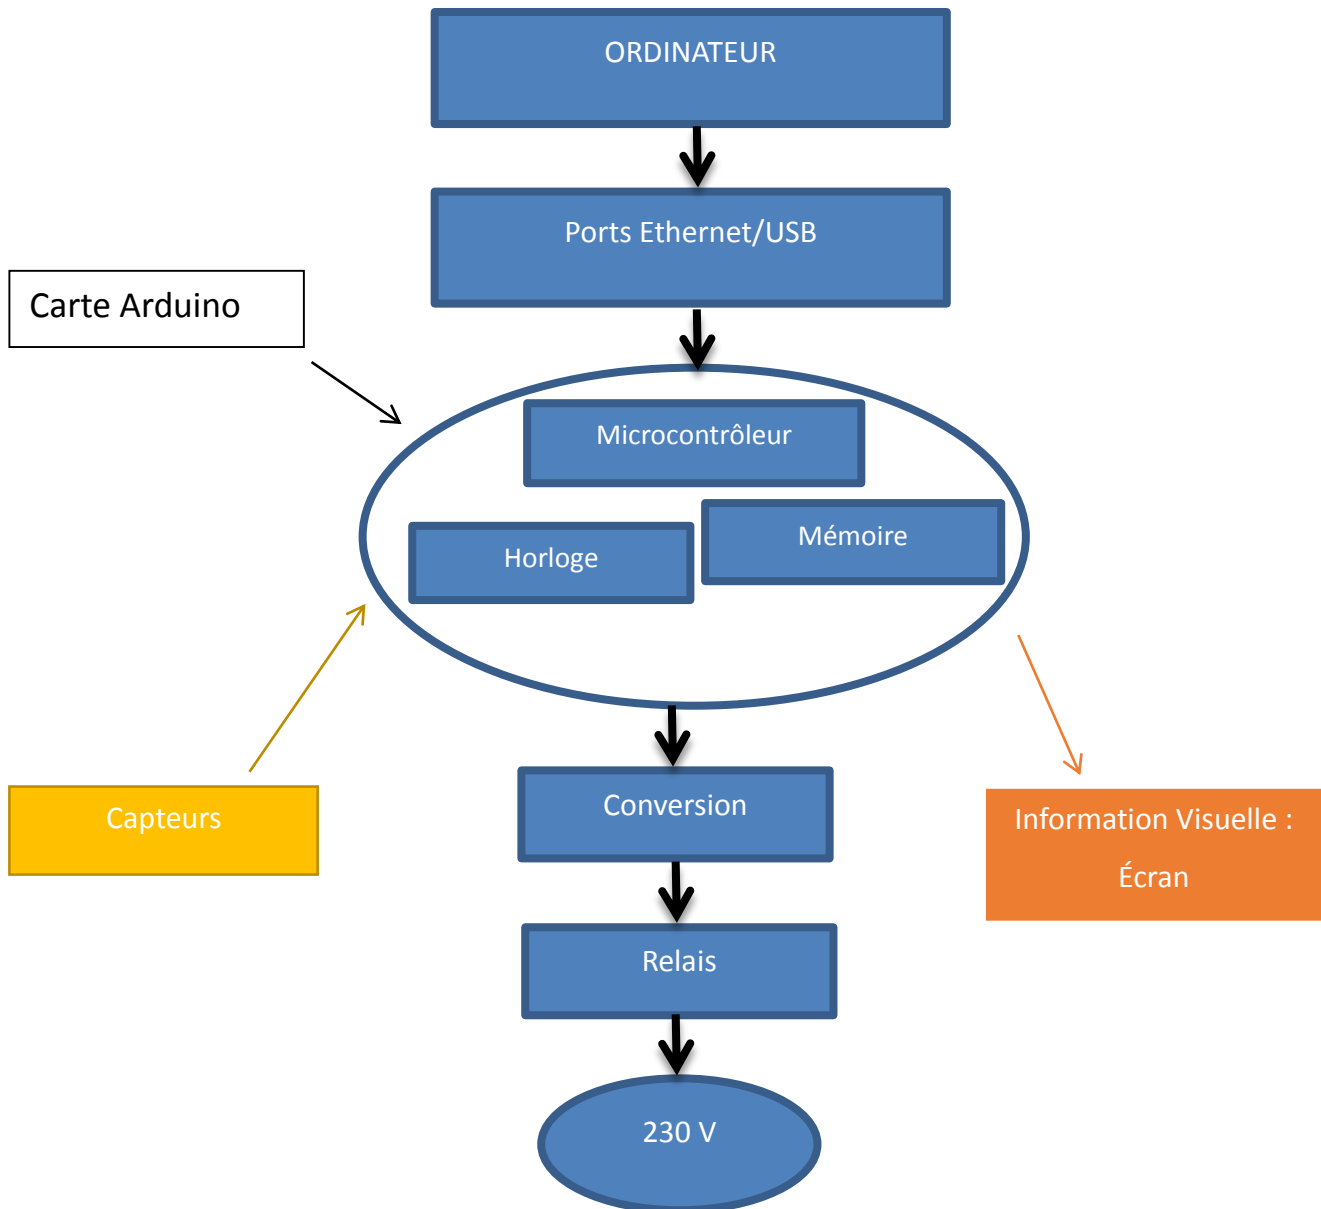 ORDINATEUR
Ports Ethernet/USB
Carte Arduino
Microcontrôleur
Mémoire
Horloge
Capteurs
Conversion
Information Visuelle :
Écran
Relais
230 V